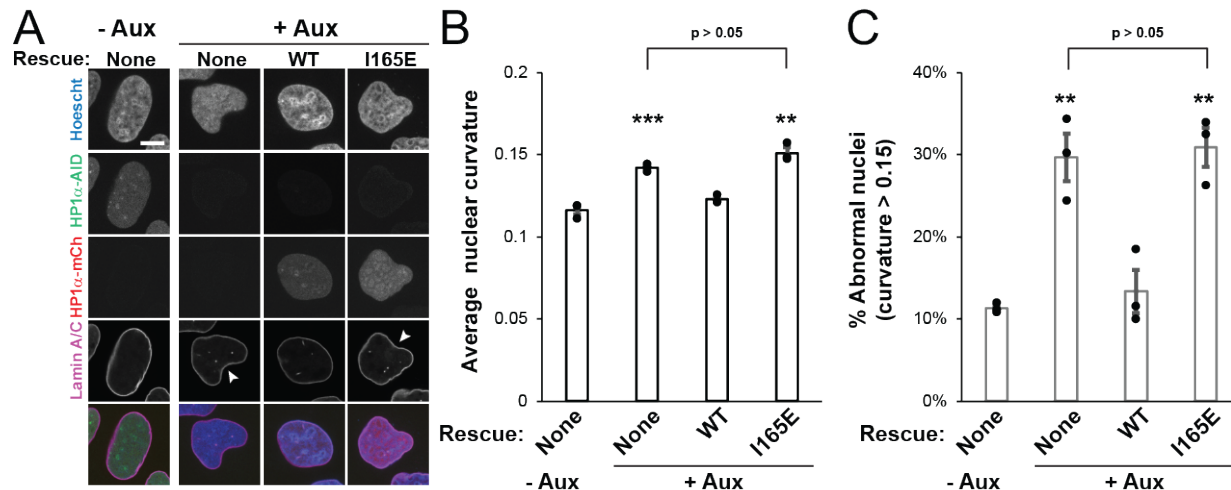 A
- Aux
+ Aux
Rescue: None None WT I165E
Hoescht
HP1α-AID
HP1α-mCh
Lamin A/C
B
p > 0.05
Average nuclear curvature
0.2
0.15
0.1
0.05
0
***
**
Rescue: None None WT I165E
- Aux
+ Aux
C
p > 0.05
% Abnormal nuclei
(curvature > 0.15)
40%
30%
20%
10%
0%
**
**
Rescue: None None WT I165E
- Aux
+ Aux